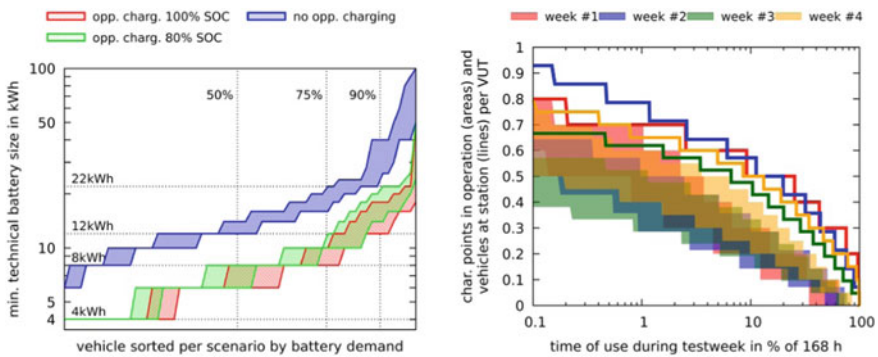 opp. charg. 100% SOC
no opp. charging
opp. charg. 80% SOC
min. technical battery size in kWh
100
50
10
5
4
50%
75%
90%
22kWh
12kWh
8kWh
4kWh
vehicle sorted per scenario by battery demand
week #1
week #2
week #3
week #4
char. points in operation (areas) and
vehicles at station (lines) per VUT
1
0.9
0.8
0.7
0.6
0.5
0.4
0.3
0.2
0.1
0
0.1
1
10
100
time of use during testweek in % of 168 h